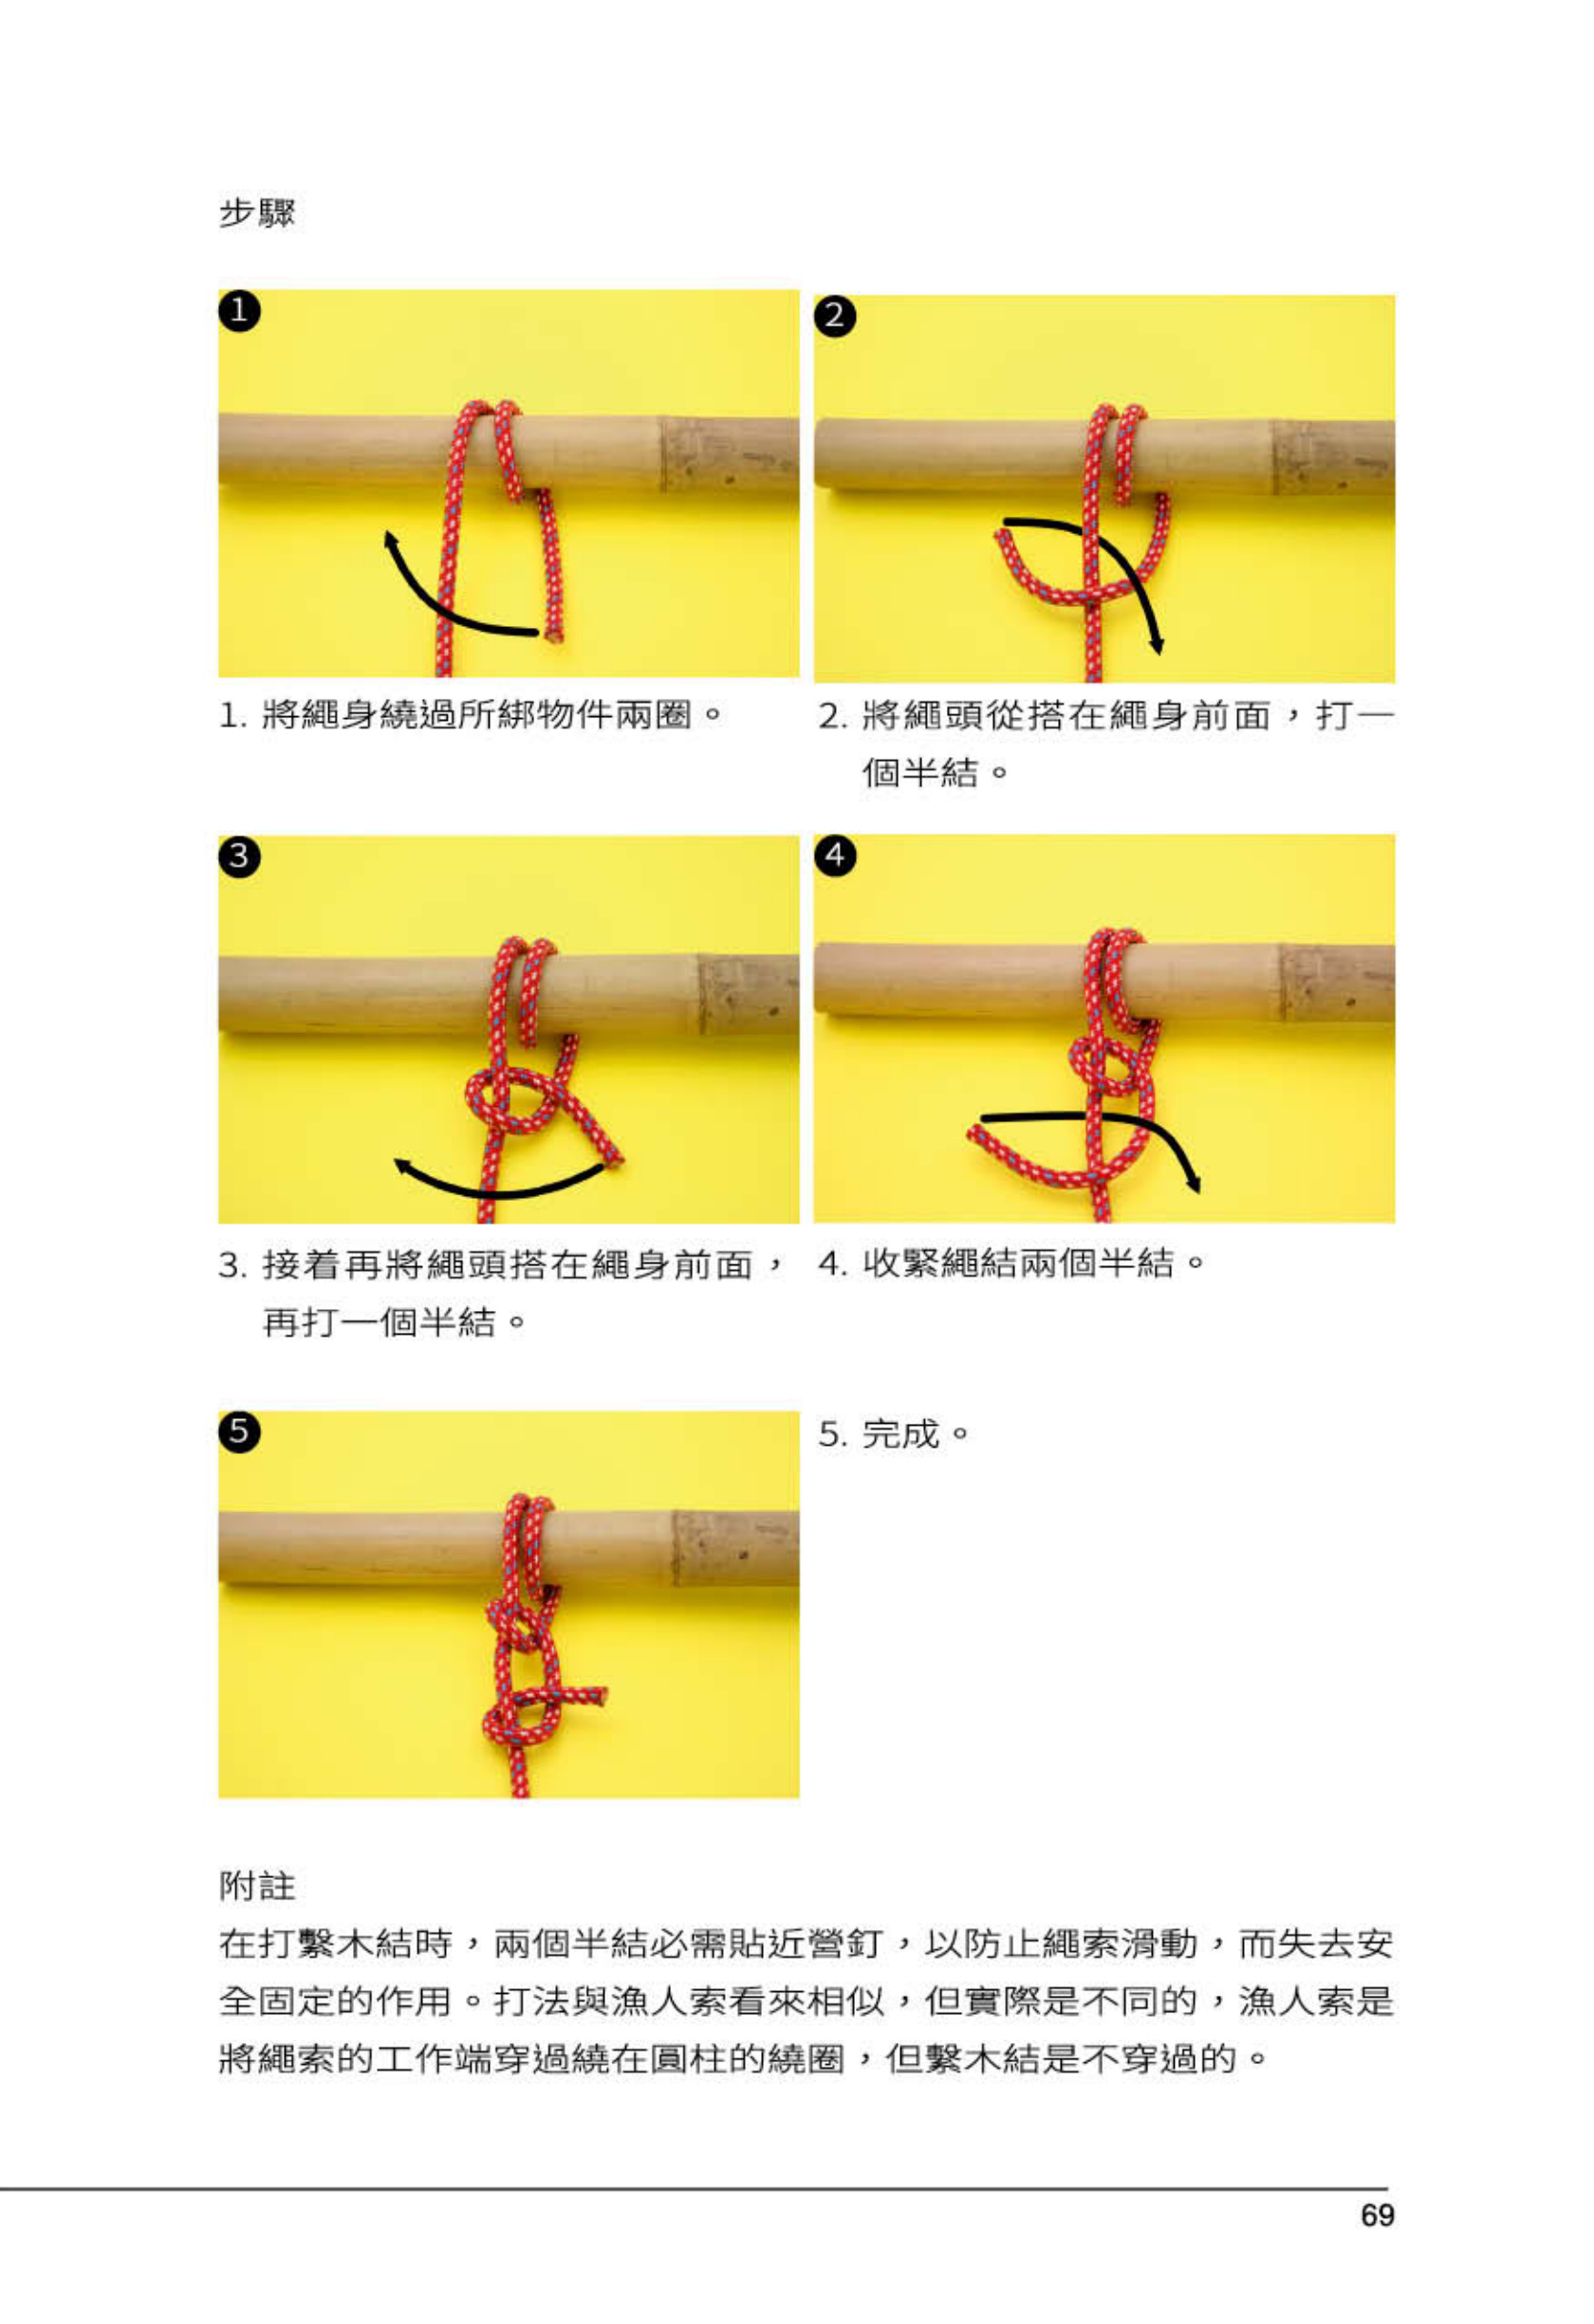 步驟
1
2
1. 將繩身繞過所綁物件兩圈。
2. 將繩頭從搭在繩身前面，打一
個半結。
3
4
3. 接着再將繩頭搭在繩身前面，
再打一個半結。
4. 收緊繩結兩個半結。
5
5. 完成。
附註
在打繫木結時，兩個半結必需貼近營釘，以防止繩索滑動，而失去安
全固定的作用。打法與漁人索看來相似，但實際是不同的，漁人索是
將繩索的工作端穿過繞在圓柱的繞圈，但繫木結是不穿過的。
69